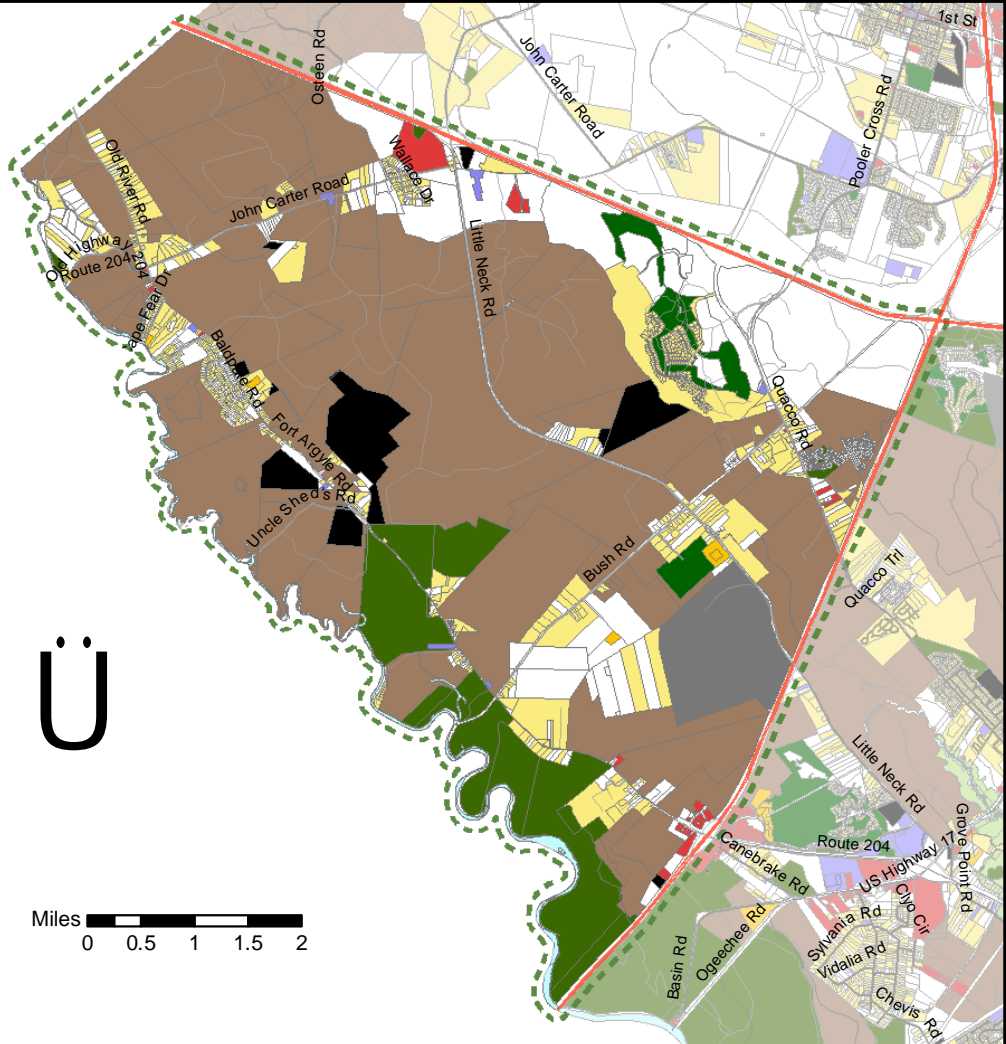 1st St
Osteen Rd
John Carter Road
Pooler Cross Rd
Old River Rd
Wallace Dr
John Carter Road
Old Highway 204
Route 204
Little Neck Rd
abe Fear Dr
Baldpate Rd
Quacco Rd
Fort Argyle Rd
Uncle Shed's Rd
Bush Rd
Quacco Trl
Ü
Little Neck Rd
Grove Point Rd
Route 204
US Highway 17
Canebrake Rd
Clyo Cir
Sylvania Rd
Vidalia Rd
Ogeechee Rd
Basin Rd
Chevis Rd
Miles
0 0.5 1 1.5 2